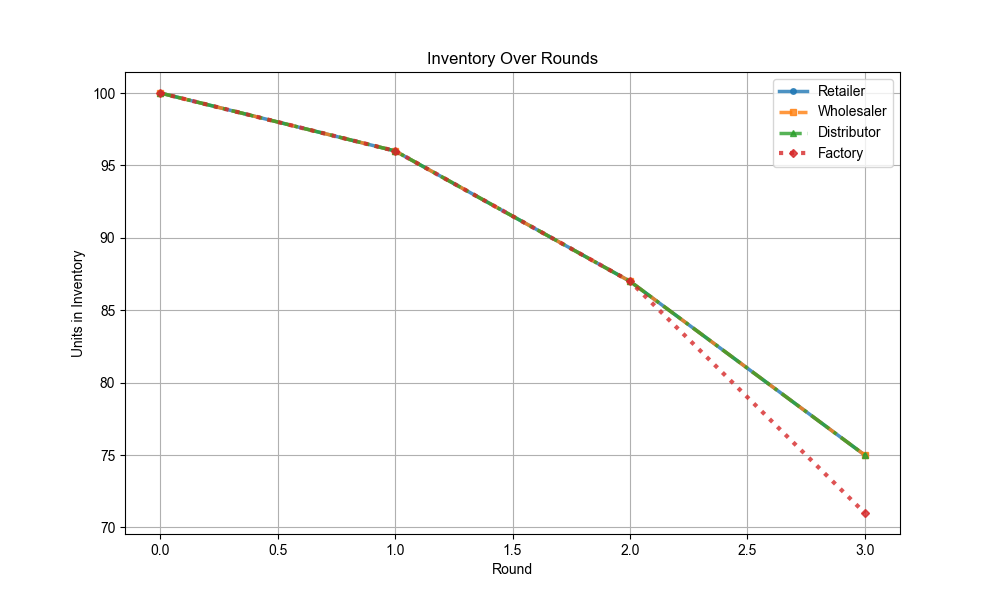 Inventory Over Rounds
Retailer
Wholesaler
Distributor
Factory
100
95
90
85
80
75
70
Units in Inventory
0.0 0.5 1.0 1.5 2.0 2.5 3.0
Round